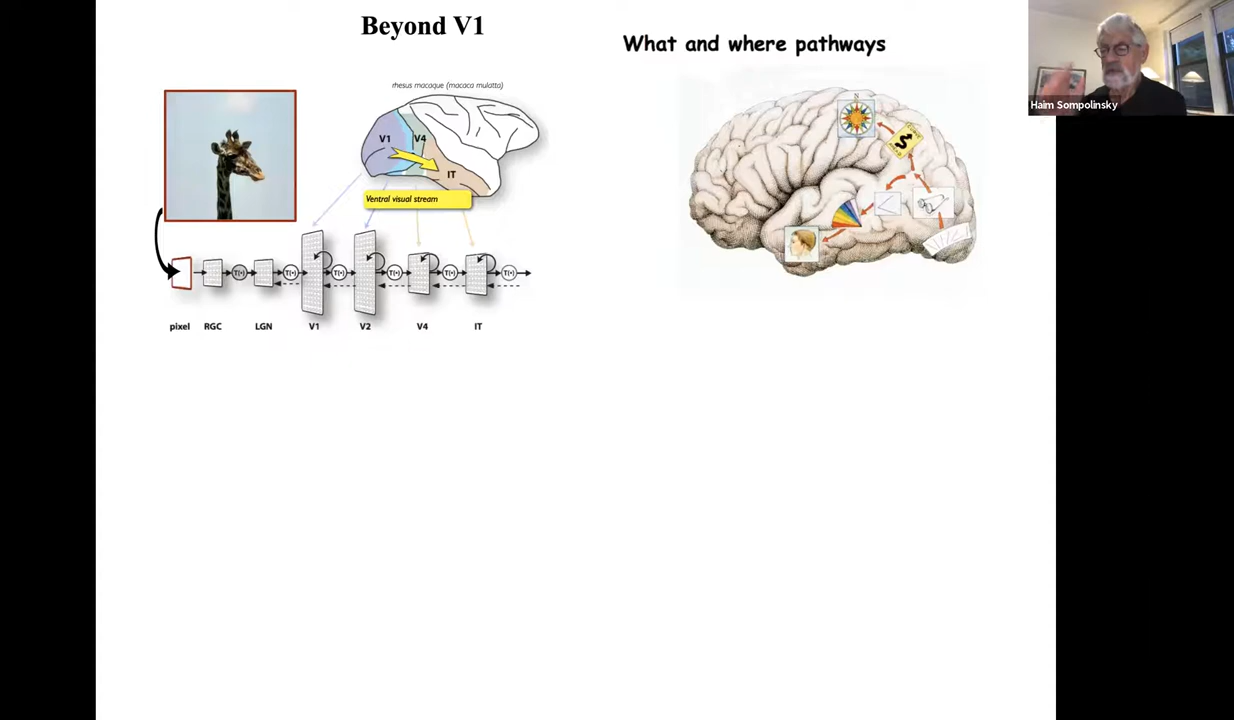 Beyond V1
What and where pathways
rhesus macaque (macaca mulatta)
V1
V4
IT
Ventral visual stream
T(•)
T(•)
T(•)
T(•)
T(•)
T(•)
pixel
RGC
LGN
V1
V2
V4
IT
S
Haim Sompolinsky